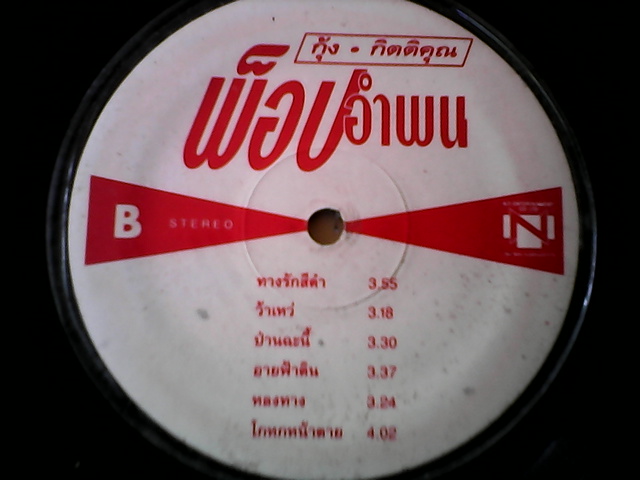 กุ้ง • กิตติคุณ
พ็อปอำพน
B STEREO N
ทางรักสีดำ 3.55
ว้าเหว่ 3.18
ป่านฉะนี้ 3.30
อายฟ้าดิน 3.37
หลงทาง 3.24
โกหกหน้าตาย 4.02